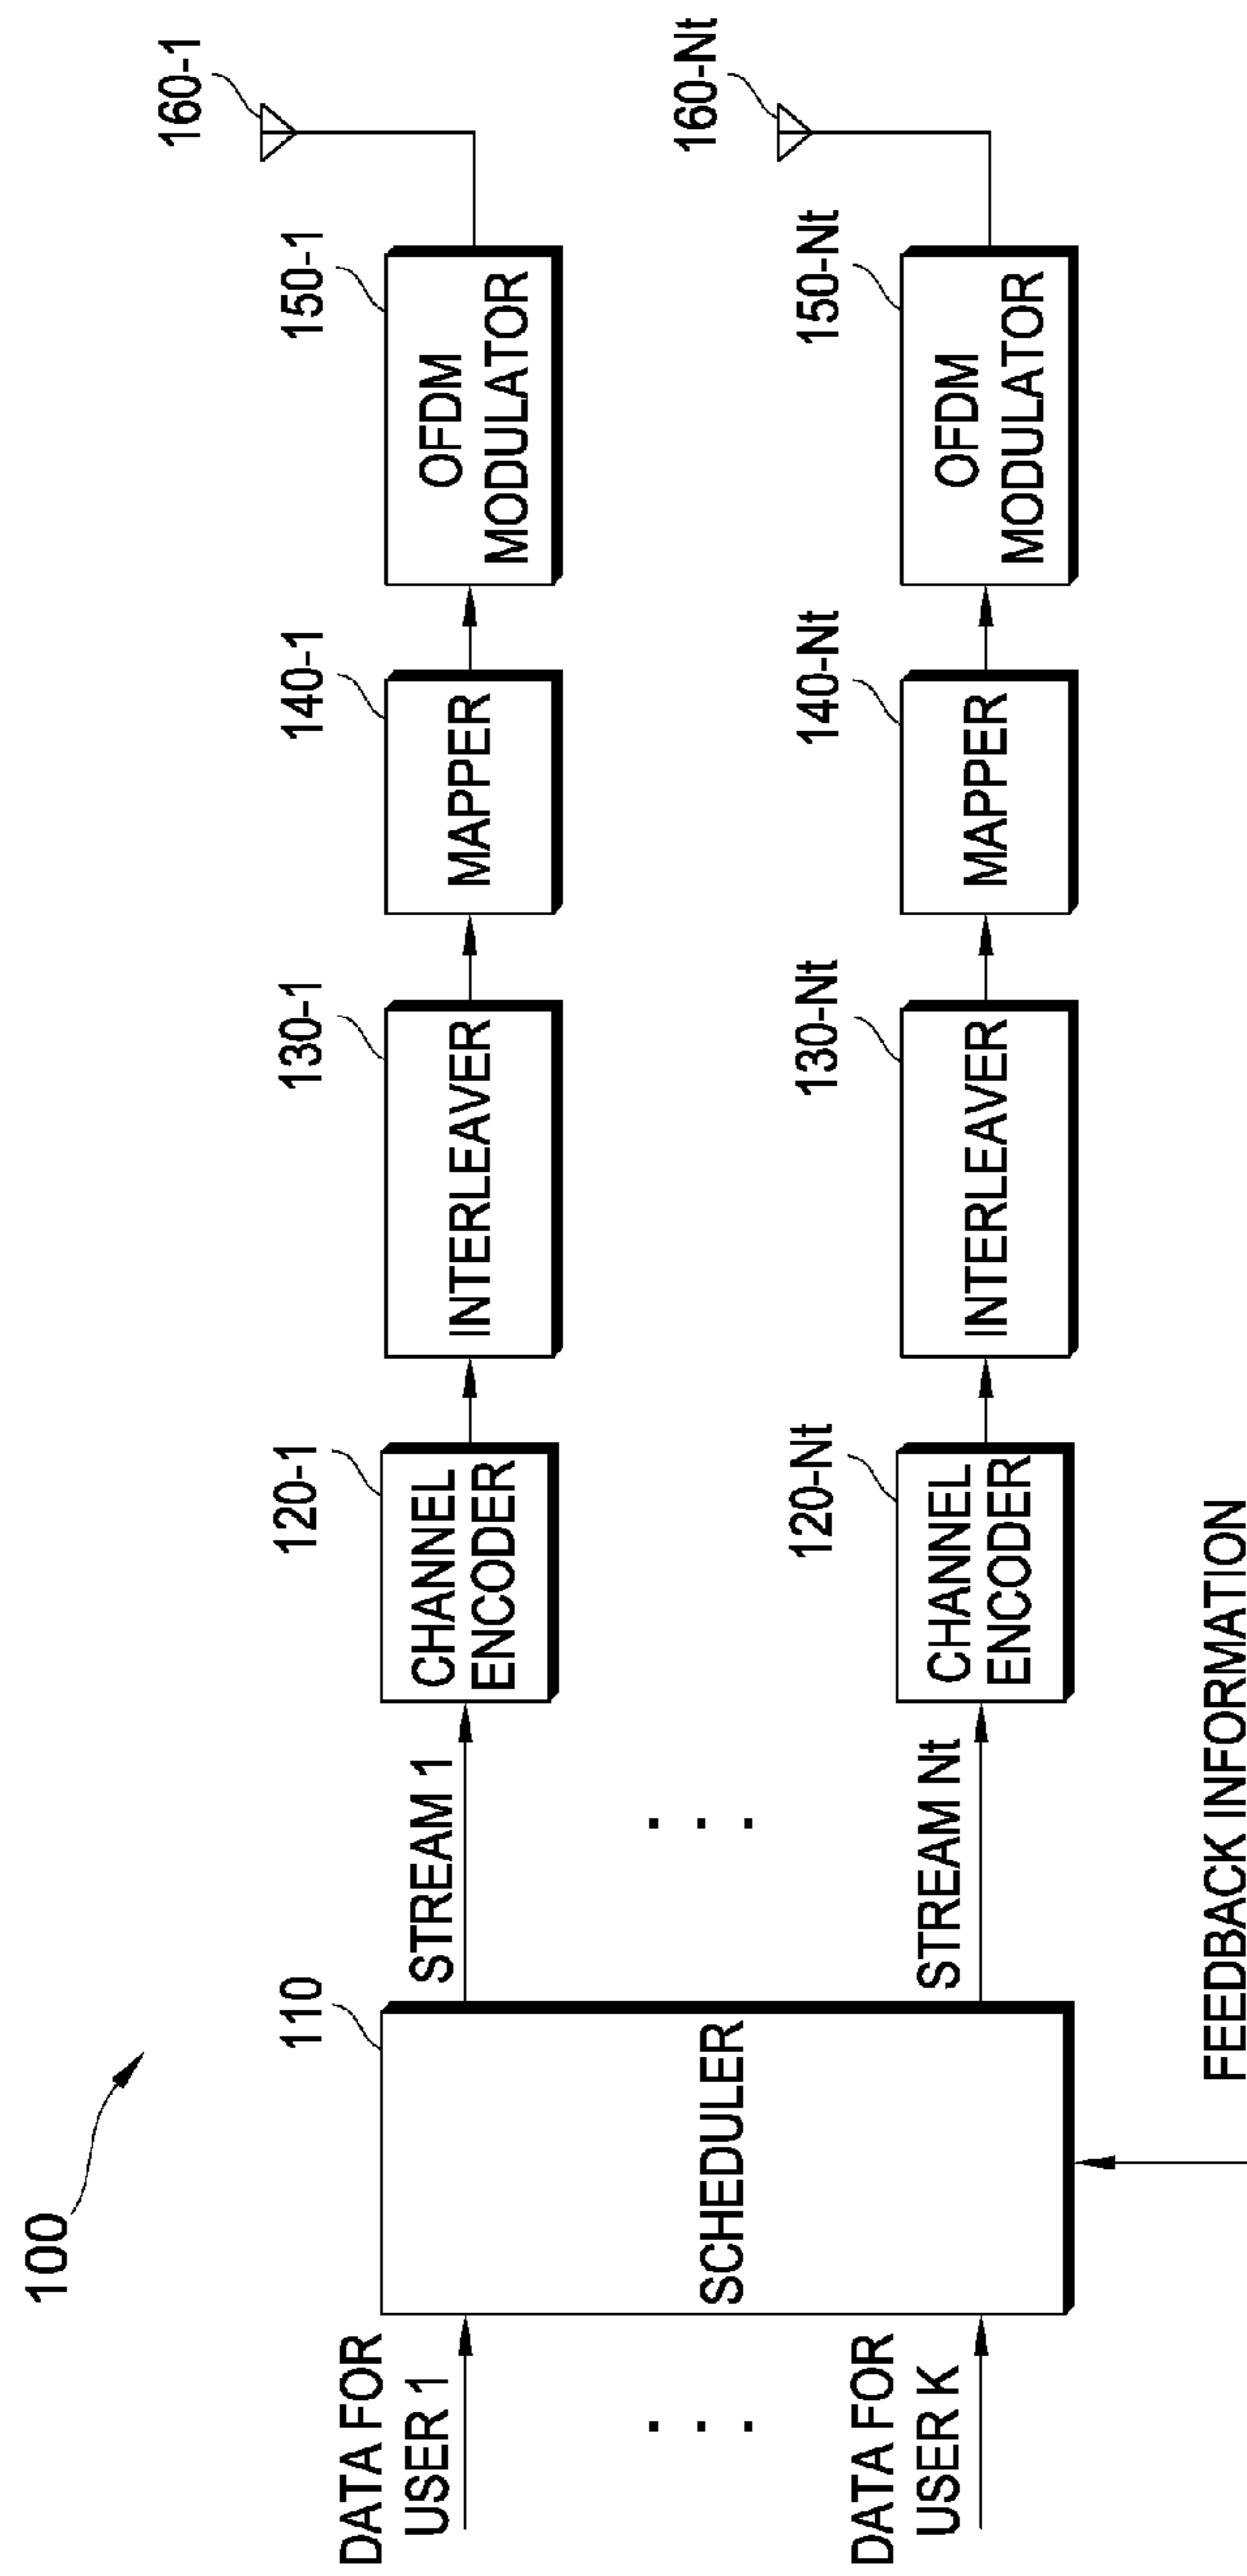 100
DATA FOR
USER 1
DATA FOR
USER K
110
SCHEDULER
FEEDBACK INFORMATION
STREAM 1
120-1
CHANNEL
ENCODER
130-1
INTERLEAVER
140-1
MAPPER
150-1
OFDM
MODULATOR
160-1
STREAM Nt
120-Nt
CHANNEL
ENCODER
130-Nt
INTERLEAVER
140-Nt
MAPPER
150-Nt
OFDM
MODULATOR
160-Nt